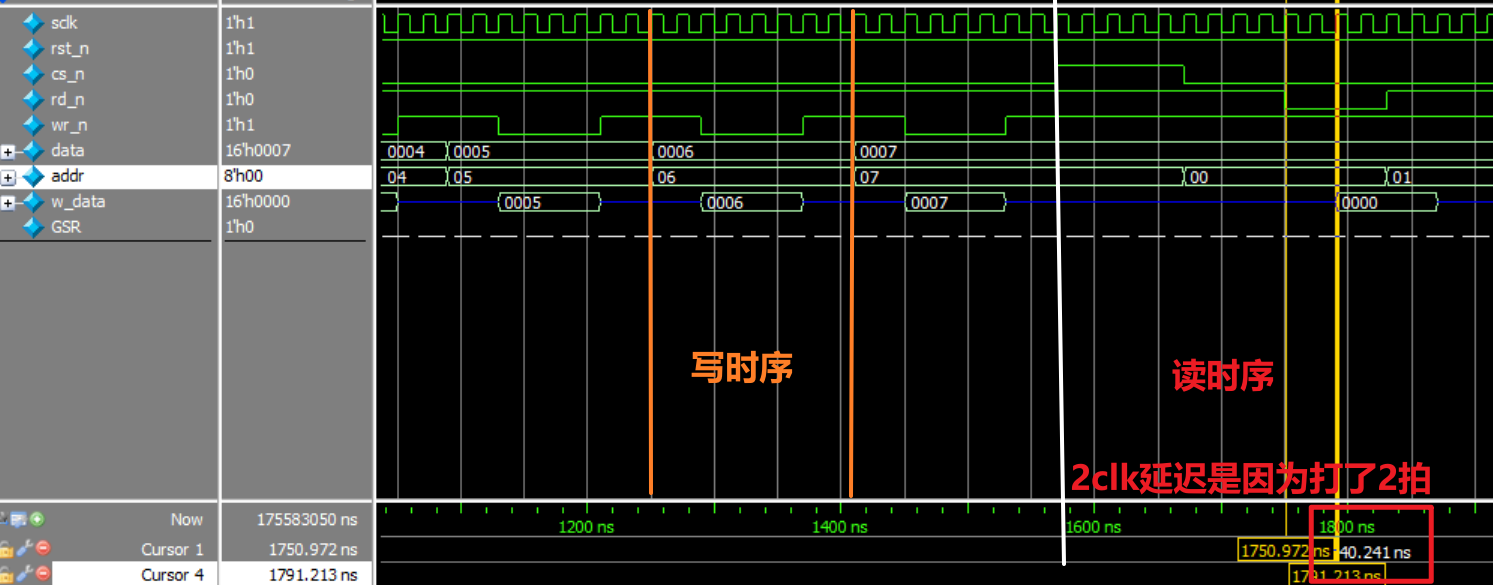 sclk 1'h1
rst_n 1'h1
cs_n 1'h0
rd_n 1'h0
wr_n 1'h1
data 16'h0007 0004 0005 0006 0007
addr 8'h00 04 05 06 07 00 01
w_data 16'h0000 0005 0006 0007 0000
GSR 1'h0
写时序
读时序
2clk延迟是因为打了2拍
Now 175583050 ns 1200 ns 1400 ns 1600 ns 1800 ns
Cursor 1 1750.972 ns 1750.972 ns 40.241 ns
Cursor 4 1791.213 ns 1791.213 ns